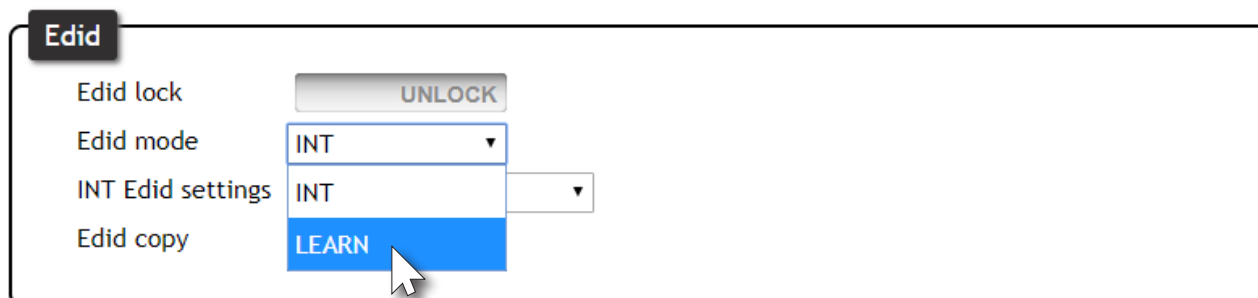 Edid
Edid lock UNLOCK
Edid mode INT
INT Edid settings INT
Edid copy LEARN